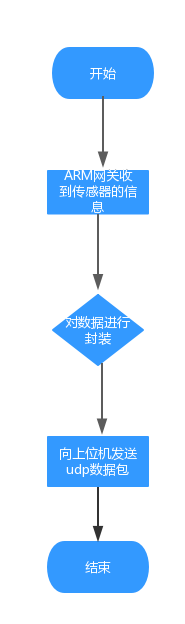 开始
ARM网关收
到传感器的信
息
对数据进行
封装
向上位机发送
udp数据包
结束